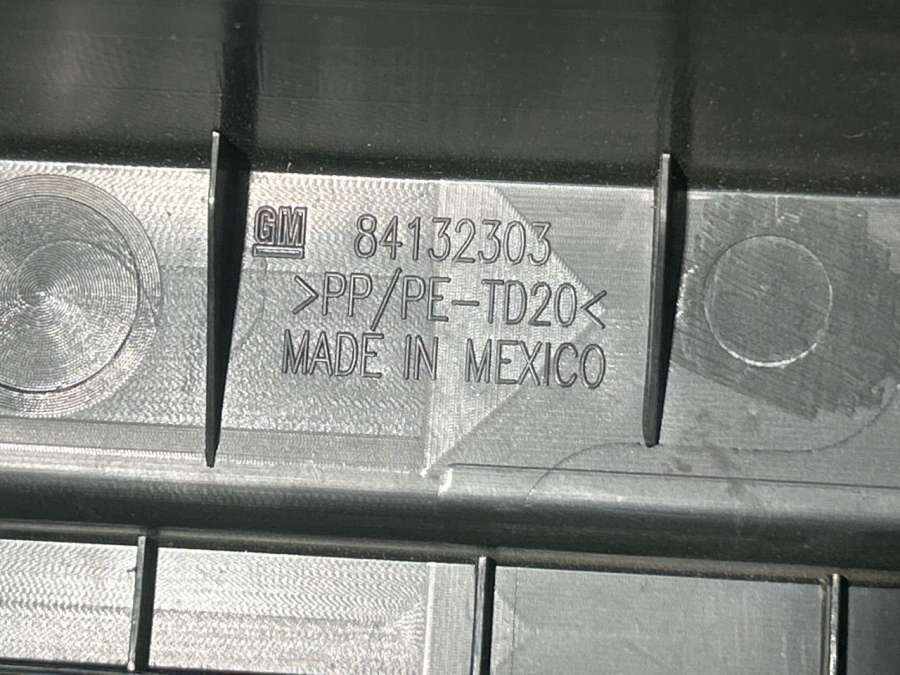 GM 84132303
>PP/PE-TD20<
MADE IN MEXICO